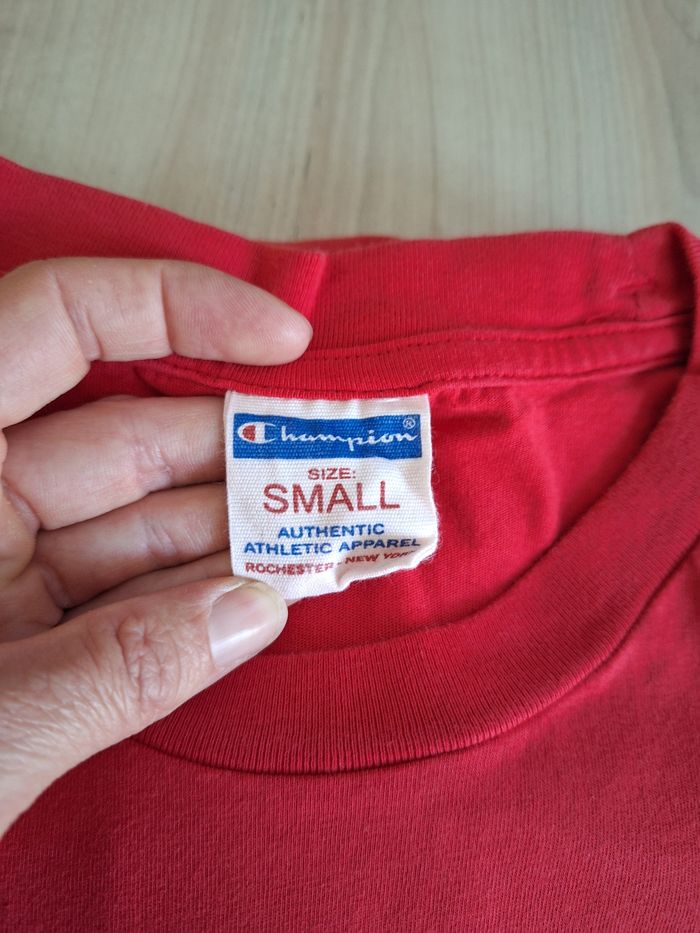 Champion®
SIZE:
SMALL
AUTHENTIC
ATHLETIC APPAREL
ROCHESTER - NEW YORK